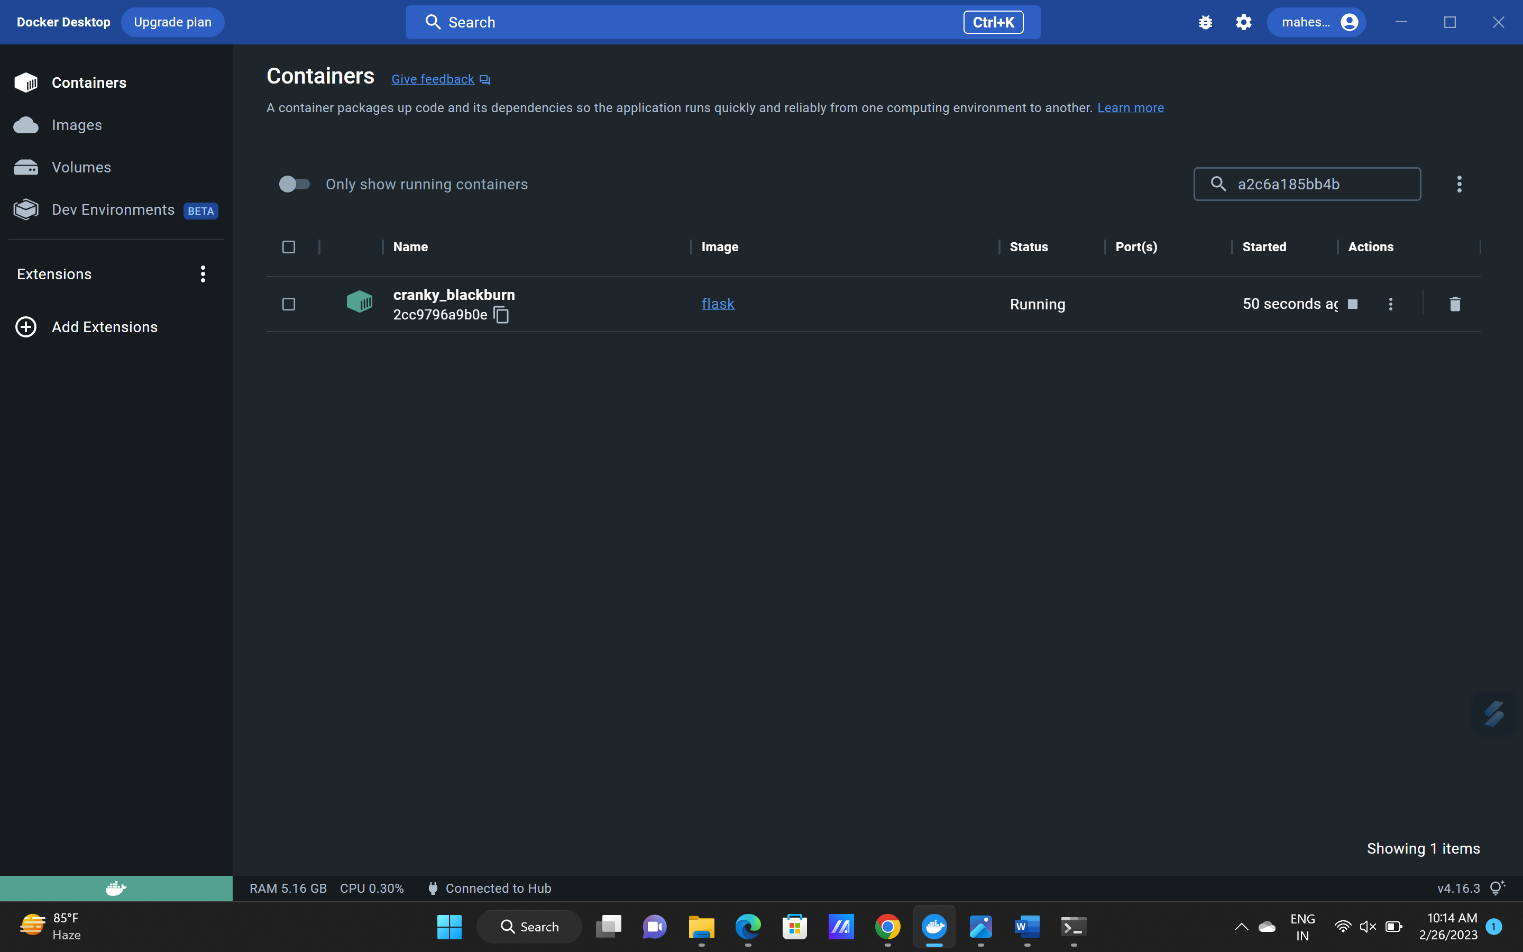 Docker Desktop
Upgrade plan
Search
Ctrl+K
mahes...
Containers
Images
Volumes
Dev Environments BETA
Extensions
Add Extensions
Containers Give feedback
A container packages up code and its dependencies so the application runs quickly and reliably from one computing environment to another. Learn more
Only show running containers
a2c6a185bb4b
Name Image Status Port(s) Started Actions
cranky_blackburn
2cc9796a9b0e
flask
Running
50 seconds ag
Showing 1 items
RAM 5.16 GB CPU 0.30% Connected to Hub
v4.16.3
85°F
Haze
Search
W
ENG
IN
10:14 AM
2/26/2023
1